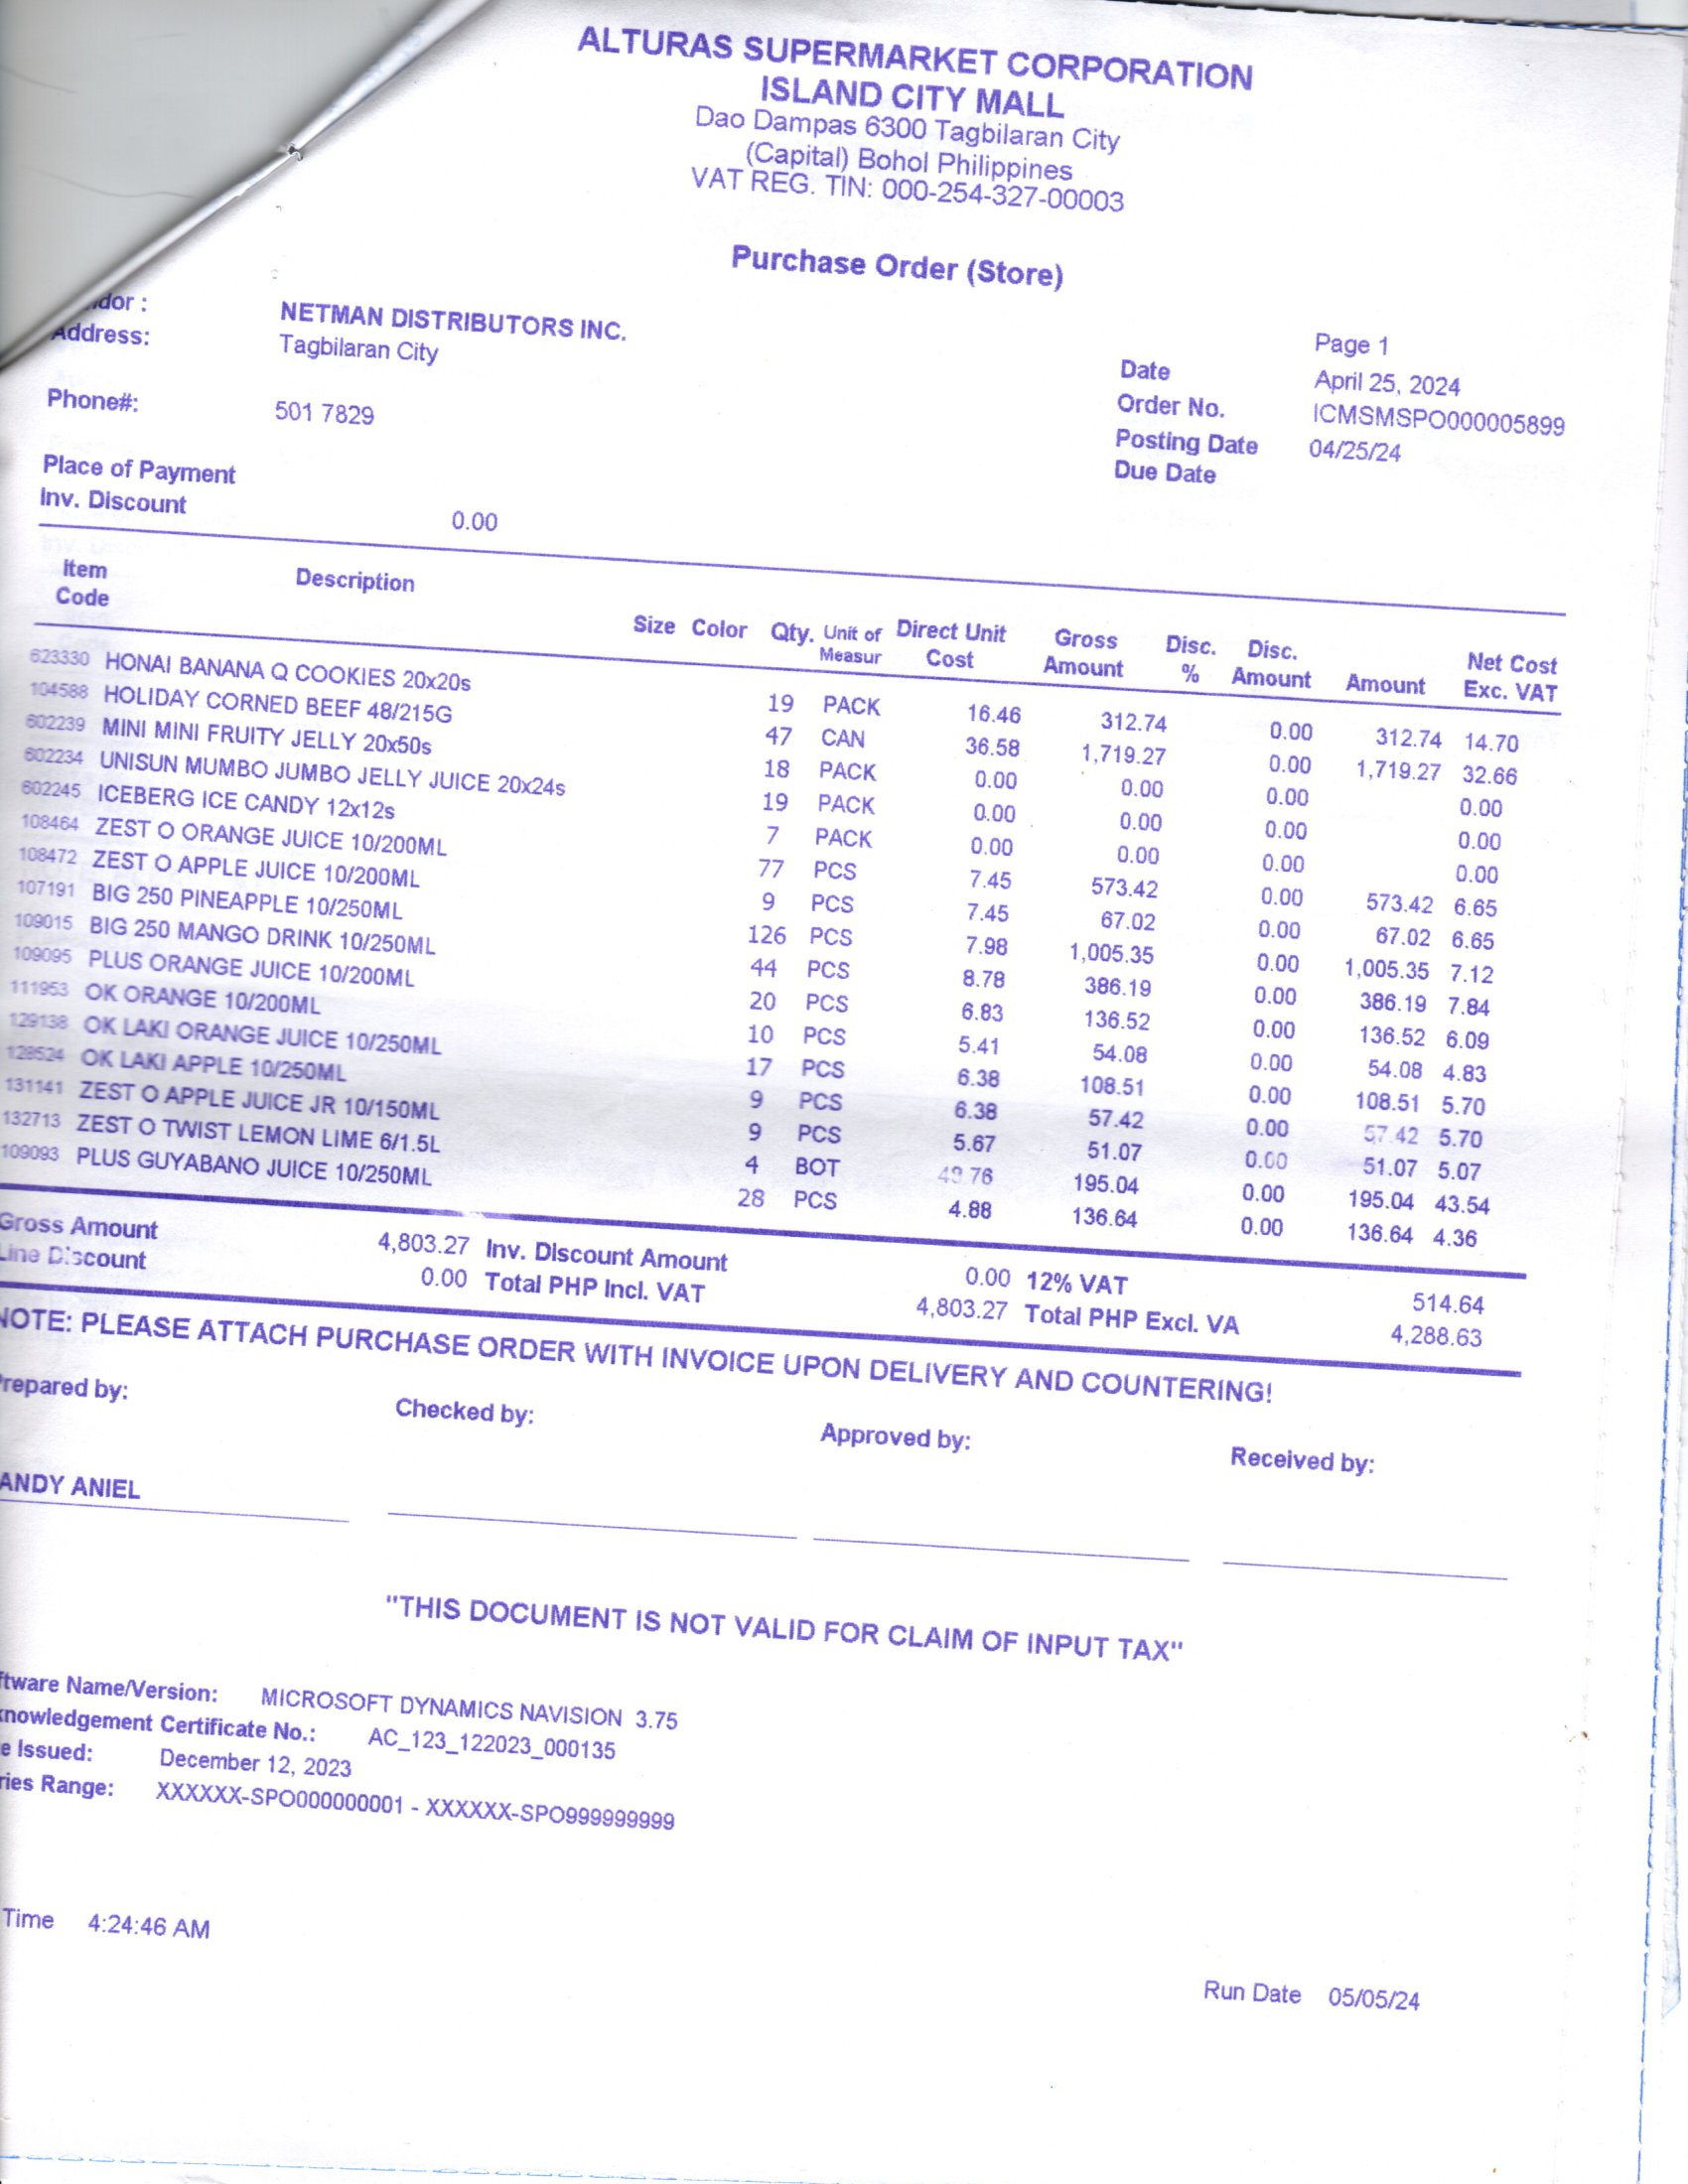 ALTURAS SUPERMARKET CORPORATION
ISLAND CITY MALL
Dao Dampas 6300 Tagbilaran City
(Capital) Bohol Philippines
VAT REG. TIN: 000-254-327-00003
Purchase Order (Store)
dor : NETMAN DISTRIBUTORS INC.
Address: Tagbilaran City
Page 1
Date April 25, 2024
Phone#: 501 7829
Order No. ICMSMSPO000005899
Posting Date 04/25/24
Due Date
Place of Payment
Inv. Discount 0.00
Item Code Description Size Color Qty. Unit of Measur Direct Unit Cost Gross Amount Disc. % Disc. Amount Amount Net Cost Exc. VAT
623330 HONAI BANANA Q COOKIES 20x20s 19 PACK 16.46 312.74 0.00 312.74 14.70
104588 HOLIDAY CORNED BEEF 48/215G 47 CAN 36.58 1,719.27 0.00 1,719.27 32.66
602239 MINI MINI FRUITY JELLY 20x50s 18 PACK 0.00 0.00 0.00 0.00
602234 UNISUN MUMBO JUMBO JELLY JUICE 20x24s 19 PACK 0.00 0.00 0.00 0.00
602245 ICEBERG ICE CANDY 12x12s 7 PACK 0.00 0.00 0.00 0.00
108464 ZEST O ORANGE JUICE 10/200ML 77 PCS 7.45 573.42 0.00 573.42 6.65
108472 ZEST O APPLE JUICE 10/200ML 9 PCS 7.45 67.02 0.00 67.02 6.65
107191 BIG 250 PINEAPPLE 10/250ML 126 PCS 7.98 1,005.35 0.00 1,005.35 7.12
109015 BIG 250 MANGO DRINK 10/250ML 44 PCS 8.78 386.19 0.00 386.19 7.84
109095 PLUS ORANGE JUICE 10/200ML 20 PCS 6.83 136.52 0.00 136.52 6.09
111953 OK ORANGE 10/200ML 10 PCS 5.41 54.08 0.00 54.08 4.83
129138 OK LAKI ORANGE JUICE 10/250ML 17 PCS 6.38 108.51 0.00 108.51 5.70
128524 OK LAKI APPLE 10/250ML 9 PCS 6.38 57.42 0.00 57.42 5.70
131141 ZEST O APPLE JUICE JR 10/150ML 9 PCS 5.67 51.07 0.00 51.07 5.07
132713 ZEST O TWIST LEMON LIME 6/1.5L 4 BOT 48.76 195.04 0.00 195.04 43.54
109093 PLUS GUYABANO JUICE 10/250ML 28 PCS 4.88 136.64 0.00 136.64 4.36
Gross Amount 4,803.27 Inv. Discount Amount 0.00 12% VAT 514.64
Line Discount 0.00 Total PHP Incl. VAT 4,803.27 Total PHP Excl. VA 4,288.63
NOTE: PLEASE ATTACH PURCHASE ORDER WITH INVOICE UPON DELIVERY AND COUNTERING!
Prepared by: Checked by: Approved by: Received by:
ANDY ANIEL
"THIS DOCUMENT IS NOT VALID FOR CLAIM OF INPUT TAX"
ftware Name/Version: MICROSOFT DYNAMICS NAVISION 3.75
knowledgement Certificate No.: AC_123_122023_000135
e Issued: December 12, 2023
ries Range: XXXXXX-SPO000000001 - XXXXXX-SPO999999999
Time 4:24:46 AM
Run Date 05/05/24